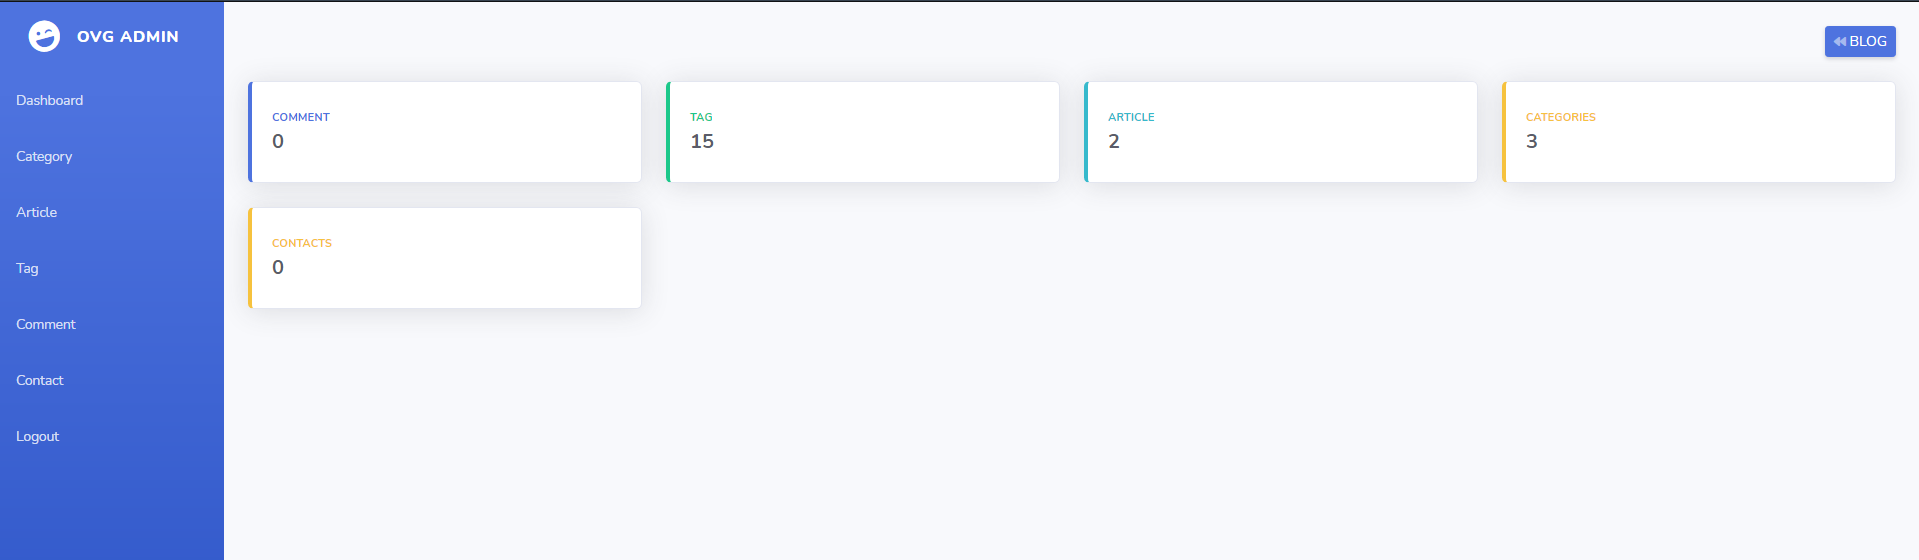 OVG ADMIN
Dashboard
Category
Article
Tag
Comment
Contact
Logout
BLOG
COMMENT
0
TAG
15
ARTICLE
2
CATEGORIES
3
CONTACTS
0